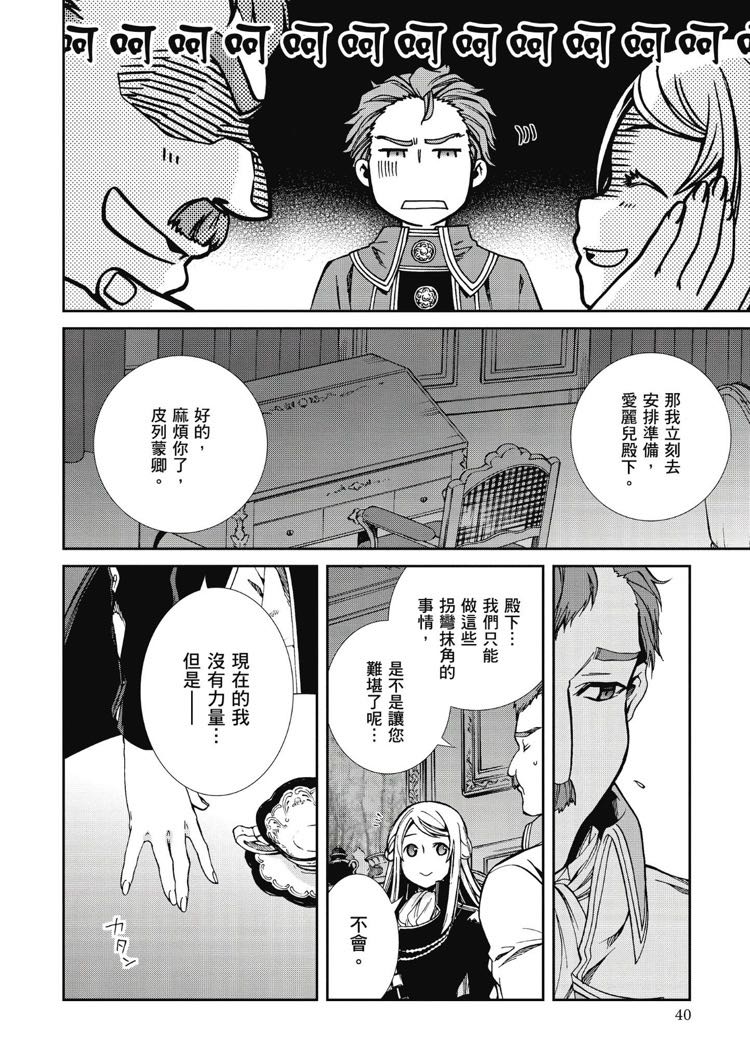 呵呵呵呵呵呵呵呵呵呵呵呵呵
那我立刻去
安排準備，
愛麗兒殿下。
好的，
麻煩你了，
皮列蒙卿。
殿下…
我們只能
做這些
拐彎抹角的
事情，
是不是讓您
難堪了呢…
不會。
現在的我
沒有力量…
但是——
カタン
40